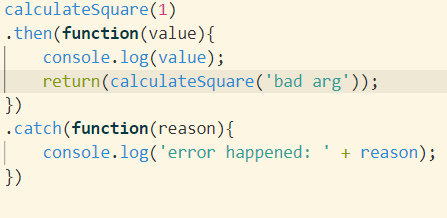 calculateSquare(1)
.then(function(value){
    console.log(value);
    return(calculateSquare('bad arg'));
})
.catch(function(reason){
    console.log('error happened: ' + reason);
})